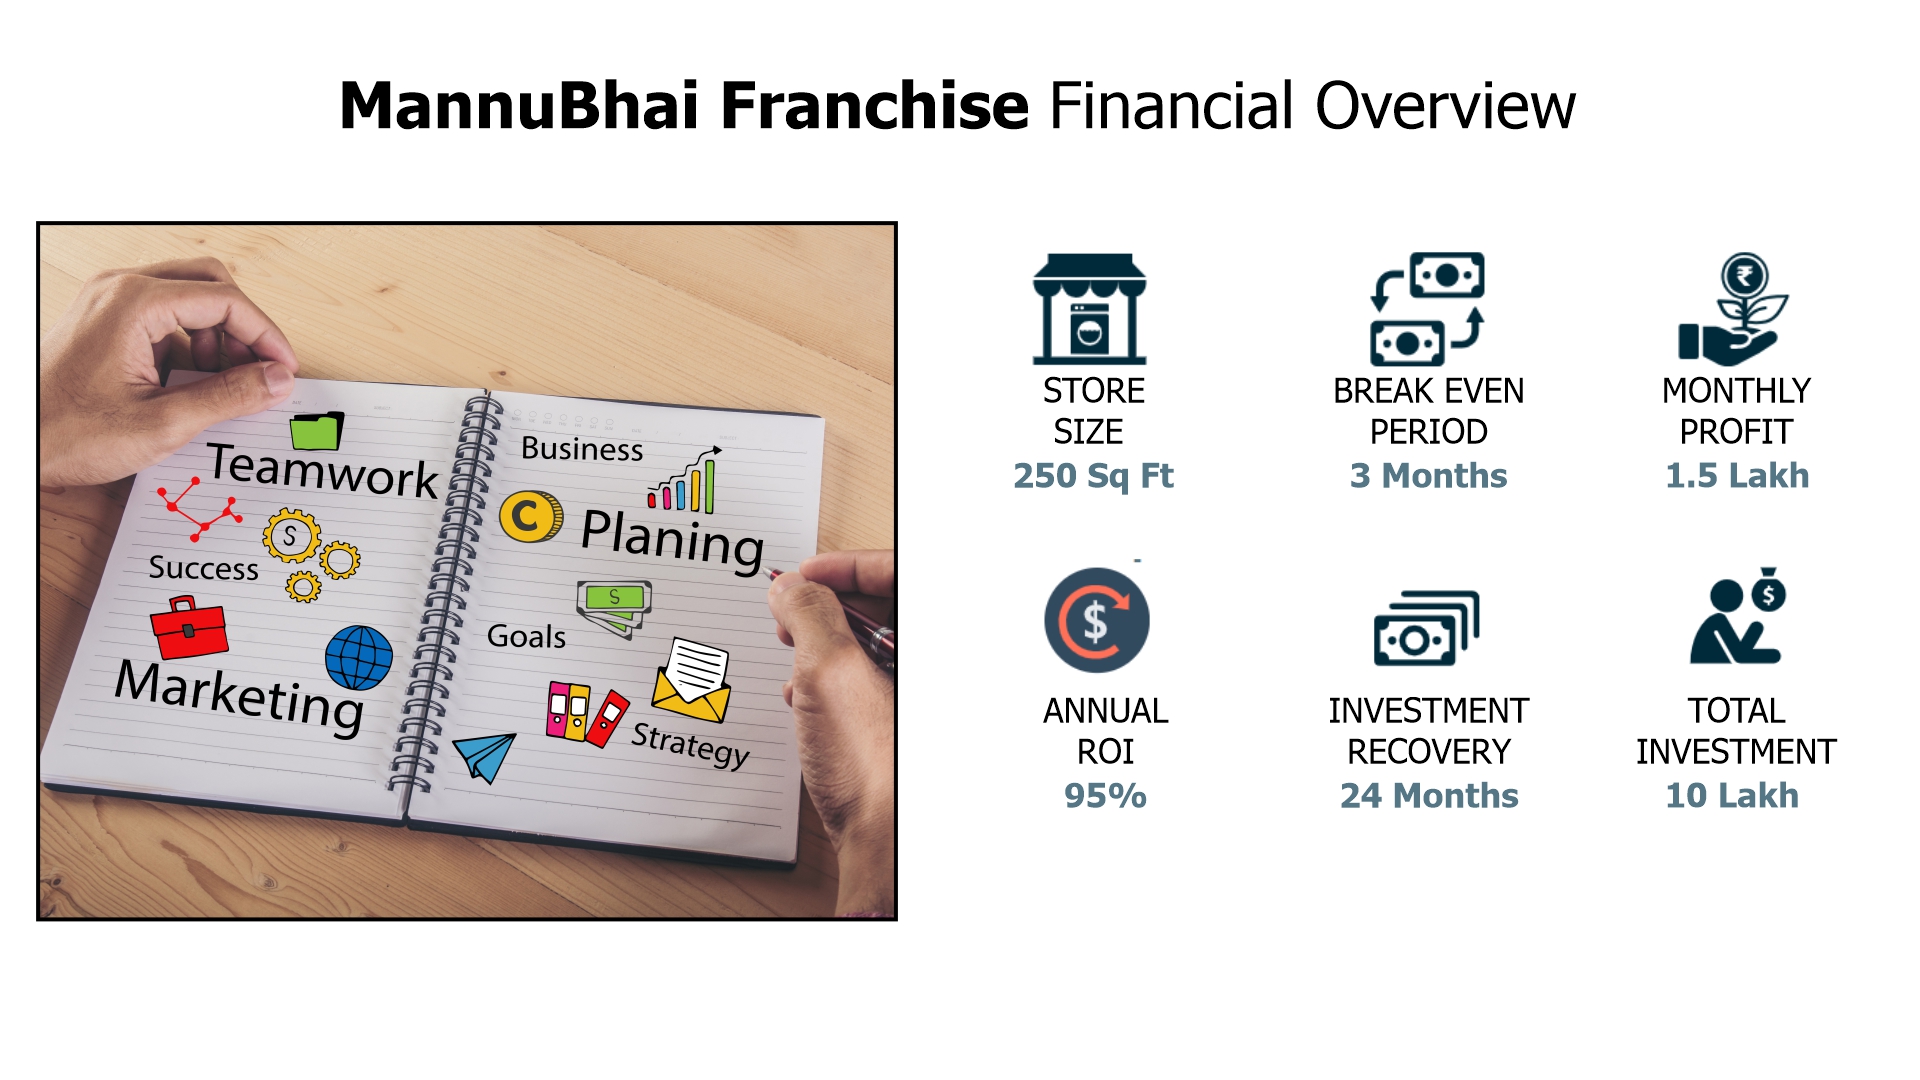 MannuBhai Franchise Financial Overview
Teamwork
Success
Marketing
Business
Planing
Goals
Strategy
STORE
SIZE
250 Sq Ft
BREAK EVEN
PERIOD
3 Months
MONTHLY
PROFIT
1.5 Lakh
ANNUAL
ROI
95%
INVESTMENT
RECOVERY
24 Months
TOTAL
INVESTMENT
10 Lakh